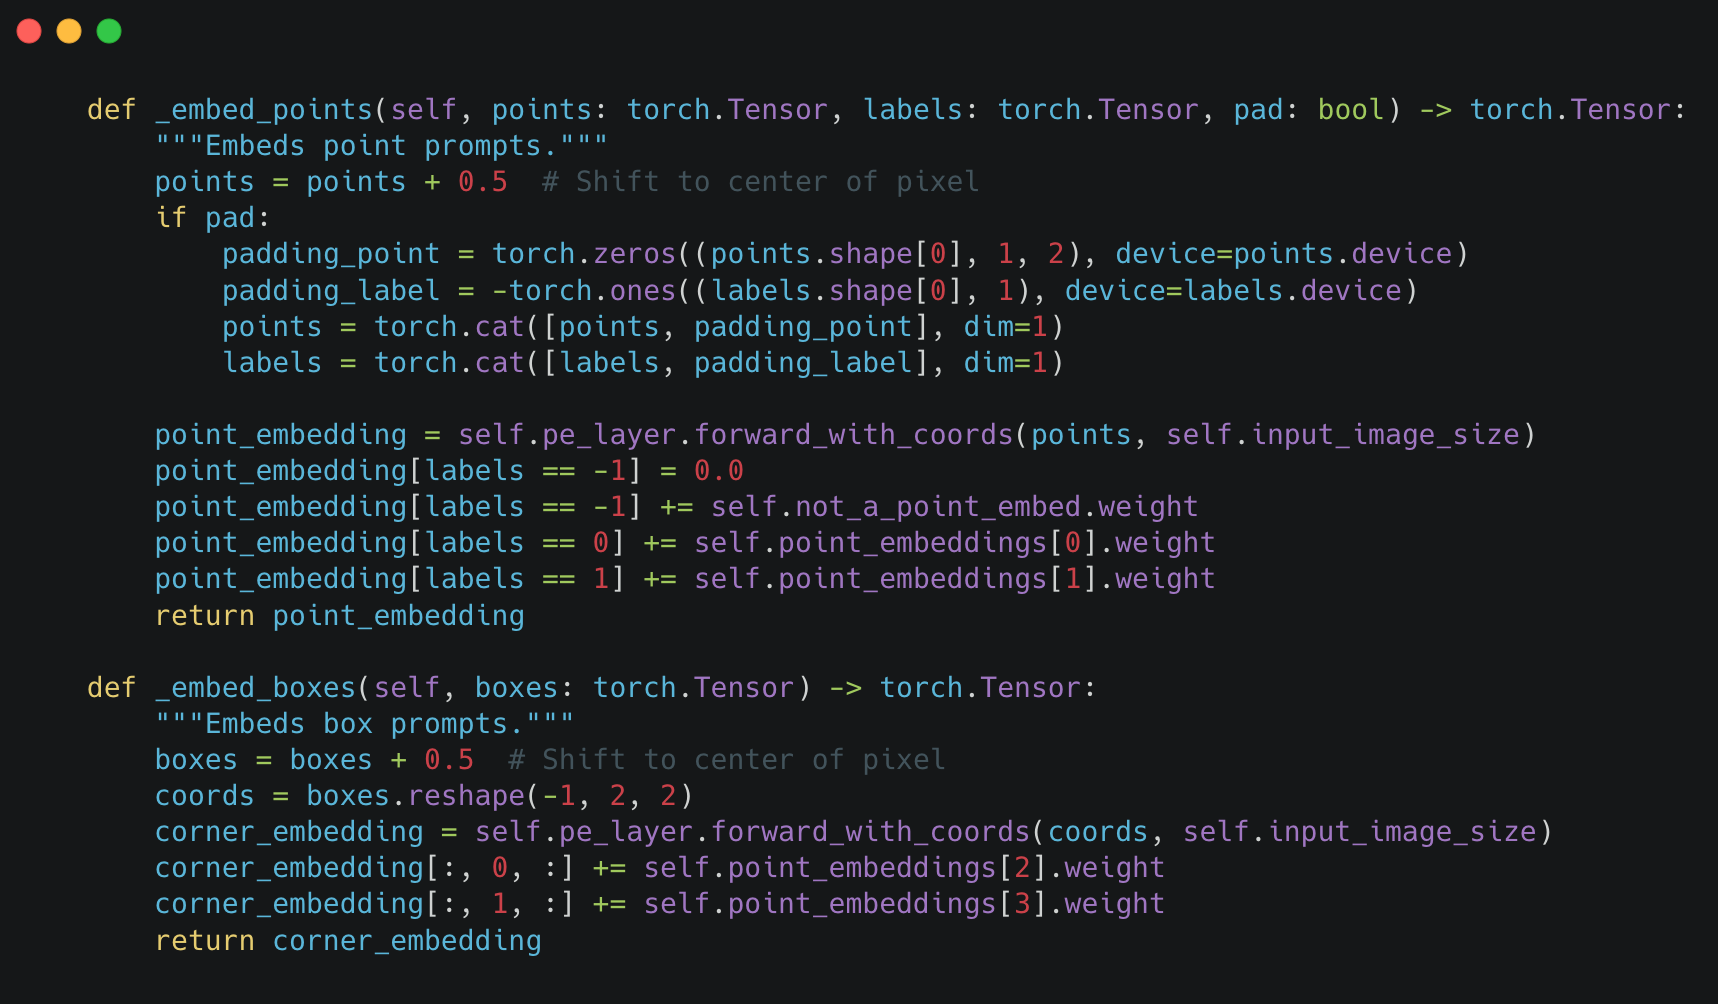 def _embed_points(self, points: torch.Tensor, labels: torch.Tensor, pad: bool) -> torch.Tensor:
    """Embeds point prompts."""
    points = points + 0.5  # Shift to center of pixel
    if pad:
        padding_point = torch.zeros((points.shape[0], 1, 2), device=points.device)
        padding_label = -torch.ones((labels.shape[0], 1), device=labels.device)
        points = torch.cat([points, padding_point], dim=1)
        labels = torch.cat([labels, padding_label], dim=1)

    point_embedding = self.pe_layer.forward_with_coords(points, self.input_image_size)
    point_embedding[labels == -1] = 0.0
    point_embedding[labels == -1] += self.not_a_point_embed.weight
    point_embedding[labels == 0] += self.point_embeddings[0].weight
    point_embedding[labels == 1] += self.point_embeddings[1].weight
    return point_embedding

def _embed_boxes(self, boxes: torch.Tensor) -> torch.Tensor:
    """Embeds box prompts."""
    boxes = boxes + 0.5  # Shift to center of pixel
    coords = boxes.reshape(-1, 2, 2)
    corner_embedding = self.pe_layer.forward_with_coords(coords, self.input_image_size)
    corner_embedding[:, 0, :] += self.point_embeddings[2].weight
    corner_embedding[:, 1, :] += self.point_embeddings[3].weight
    return corner_embedding